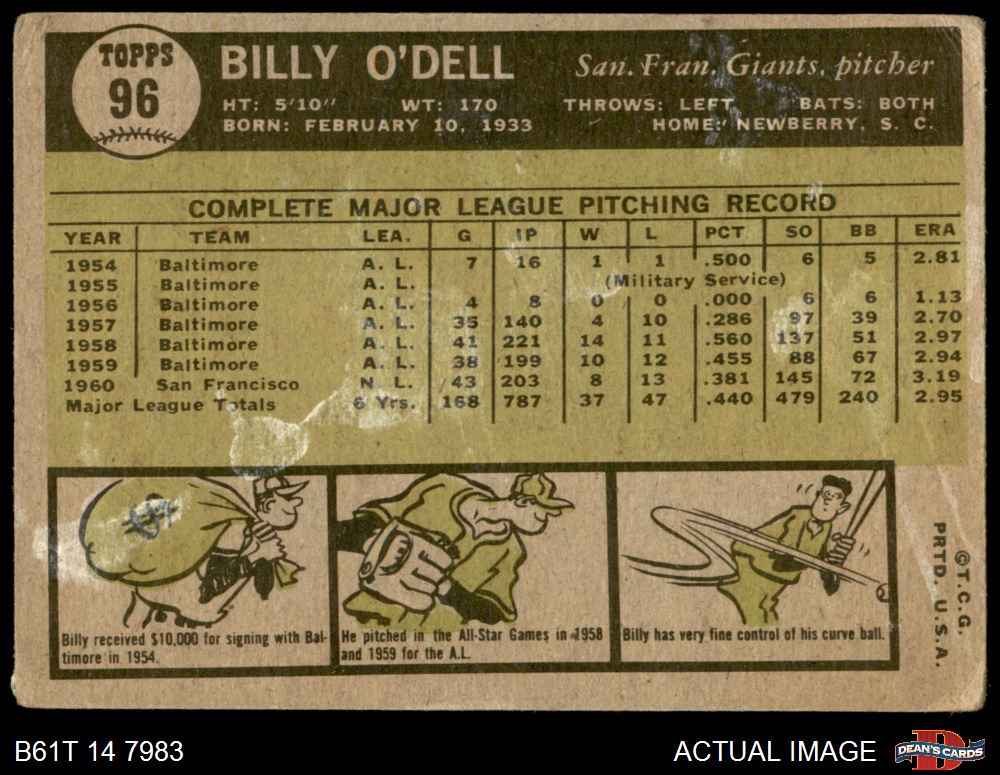 TOPPS
96
BILLY O'DELL
San. Fran. Giants, pitcher
HT: 5'10" WT: 170 THROWS: LEFT BATS: BOTH
BORN: FEBRUARY 10, 1933 HOME: NEWBERRY, S. C.
COMPLETE MAJOR LEAGUE PITCHING RECORD
YEAR TEAM LEA. G IP W L PCT SO BB ERA
1954 Baltimore A. L. 7 16 1 1 .500 6 5 2.81
1955 Baltimore A. L. (Military Service)
1956 Baltimore A. L. 4 8 0 0 .000 6 6 1.13
1957 Baltimore A. L. 35 140 4 10 .286 97 39 2.70
1958 Baltimore A. L. 41 221 14 11 .560 137 51 2.97
1959 Baltimore A. L. 38 199 10 12 .455 88 67 2.94
1960 San Francisco N. L. 43 203 8 13 .381 145 72 3.19
Major League Totals 6 Yrs. 168 787 37 47 .440 479 240 2.95
Billy received $10,000 for signing with Bal-
timore in 1954.
He pitched in the All-Star Games in 1958
and 1959 for the A.L.
Billy has very fine control of his curve ball.
©T.C.G.
PRTD. U.S.A.
B61T 14 7983
ACTUAL IMAGE
DEAN'S CARDS